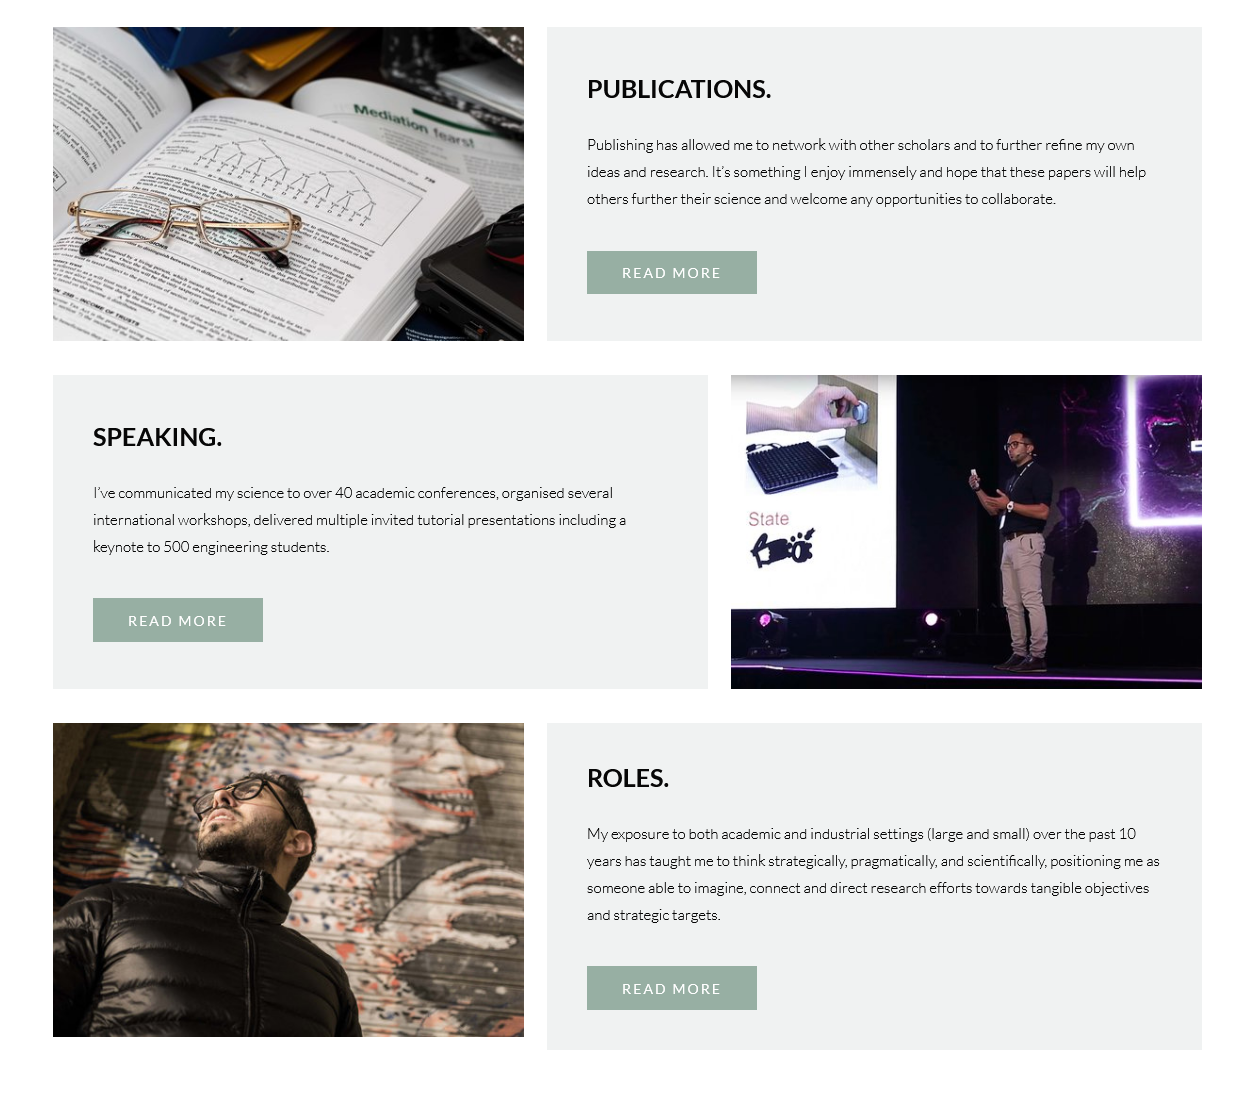 Mediation fears!
PUBLICATIONS.
Publishing has allowed me to network with other scholars and to further refine my own
ideas and research. It's something I enjoy immensely and hope that these papers will help
others further their science and welcome any opportunities to collaborate.
READ MORE
SPEAKING.
I've communicated my science to over 40 academic conferences, organised several
international workshops, delivered multiple invited tutorial presentations including a
keynote to 500 engineering students.
READ MORE
State
ROLES.
My exposure to both academic and industrial settings (large and small) over the past 10
years has taught me to think strategically, pragmatically, and scientifically, positioning me as
someone able to imagine, connect and direct research efforts towards tangible objectives
and strategic targets.
READ MORE